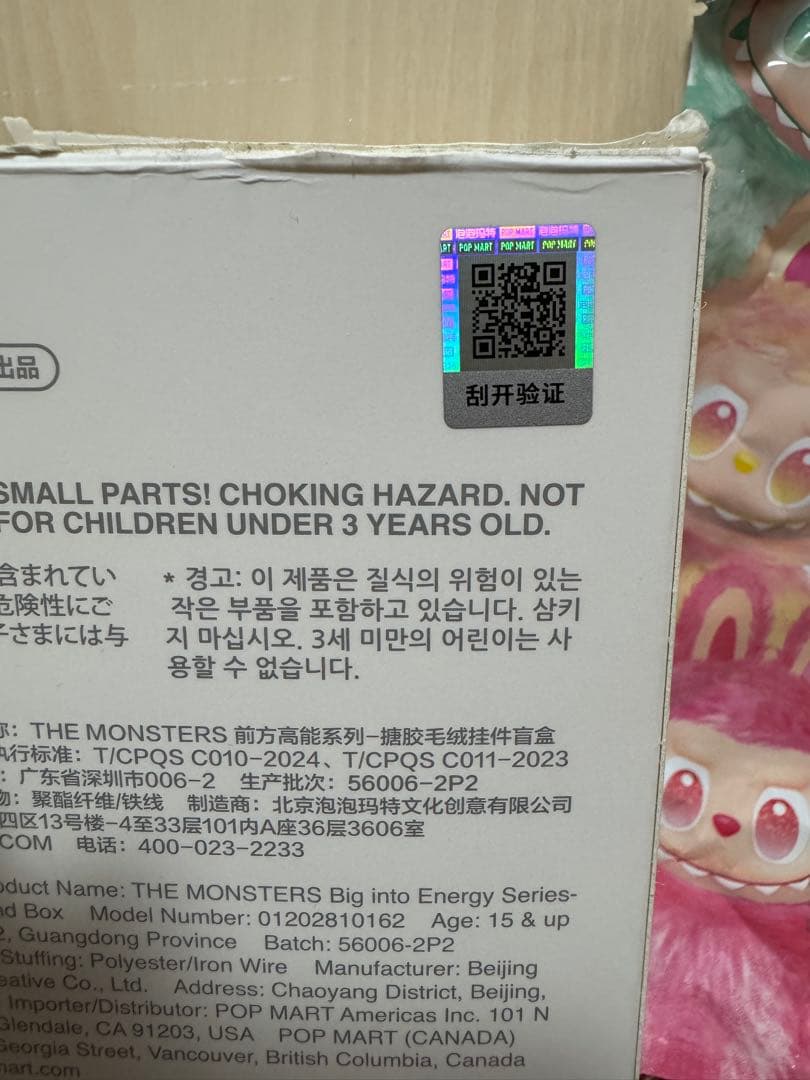 泡泡玛特 POP MART 泡泡玛特
POP MART POP MART POP MART
刮开验证
出品
SMALL PARTS! CHOKING HAZARD. NOT
FOR CHILDREN UNDER 3 YEARS OLD.
含まれてい
危険性にご
子さまには与
* 경고: 이 제품은 질식의 위험이 있는
작은 부품을 포함하고 있습니다. 삼키
지 마십시오. 3세 미만의 어린이는 사
용할 수 없습니다.
称: THE MONSTERS 前方高能系列-搪胶毛绒挂件盲盒
执行标准: T/CPQS C010-2024、T/CPQS C011-2023
: 广东省深圳市006-2 生产批次: 56006-2P2
物: 聚酯纤维/铁线 制造商: 北京泡泡玛特文化创意有限公司
四区13号楼-4至33层101内A座36层3606室
.COM 电话: 400-023-2233
oduct Name: THE MONSTERS Big into Energy Series-
nd Box Model Number: 01202810162 Age: 15 & up
2, Guangdong Province Batch: 56006-2P2
Stuffing: Polyester/Iron Wire Manufacturer: Beijing
eative Co., Ltd. Address: Chaoyang District, Beijing,
Importer/Distributor: POP MART Americas Inc. 101 N
Glendale, CA 91203, USA POP MART (CANADA)
Georgia Street, Vancouver, British Columbia, Canada
mart.com